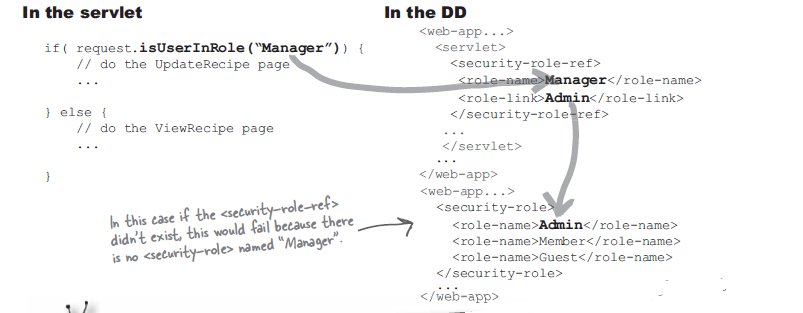 In the servlet
if( request.isUserInRole("Manager")) {
// do the UpdateRecipe page
...
} else {
// do the ViewRecipe page
...
}
In this case if the <security-role-ref>
didn't exist, this would fail because there
is no <security-role> named "Manager".
In the DD
<web-app...>
<servlet>
<security-role-ref>
<role-name>Manager</role-name>
<role-link>Admin</role-link>
</security-role-ref>
...
</servlet>
...
</web-app>
<web-app...>
<security-role>
<role-name>Admin</role-name>
<role-name>Member</role-name>
<role-name>Guest</role-name>
</security-role>
...
</web-app>